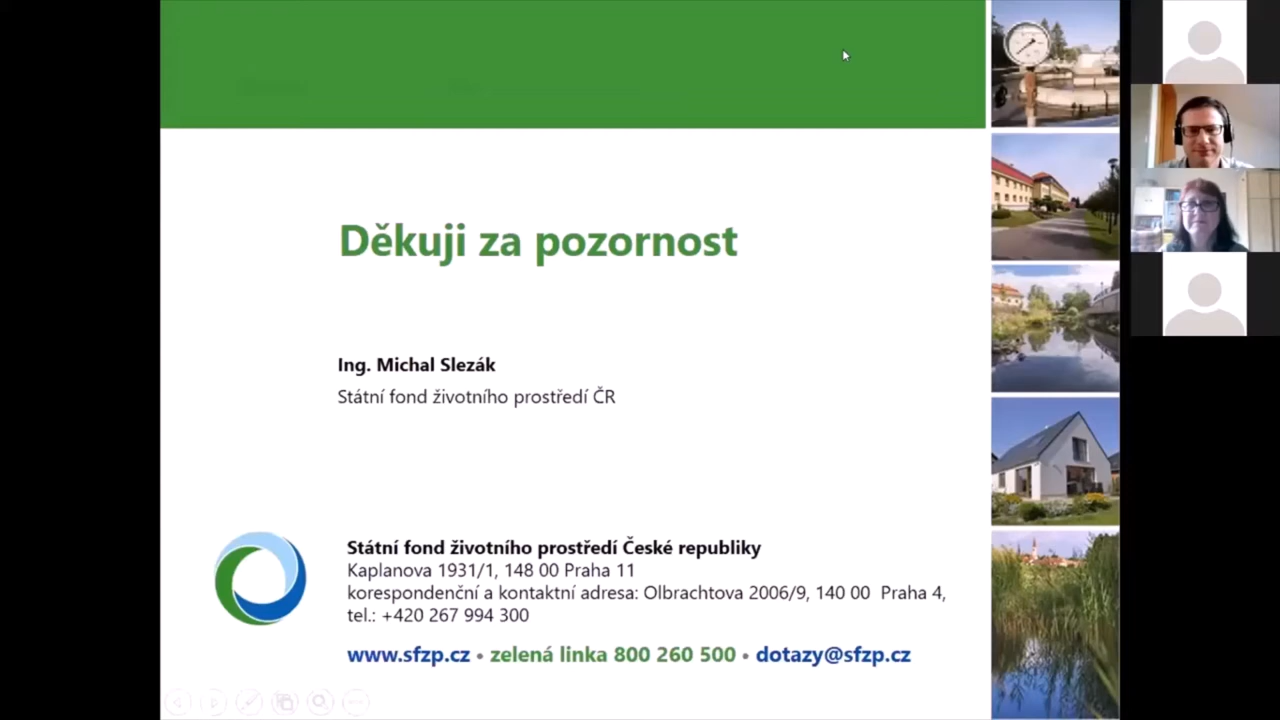 Děkuji za pozornost
Ing. Michal Slezák
Státní fond životního prostředí ČR
Státní fond životního prostředí České republiky
Kaplanova 1931/1, 148 00 Praha 11
korespondenční a kontaktní adresa: Olbrachtova 2006/9, 140 00 Praha 4,
tel.: +420 267 994 300
www.sfzp.cz • zelená linka 800 260 500 • dotazy@sfzp.cz